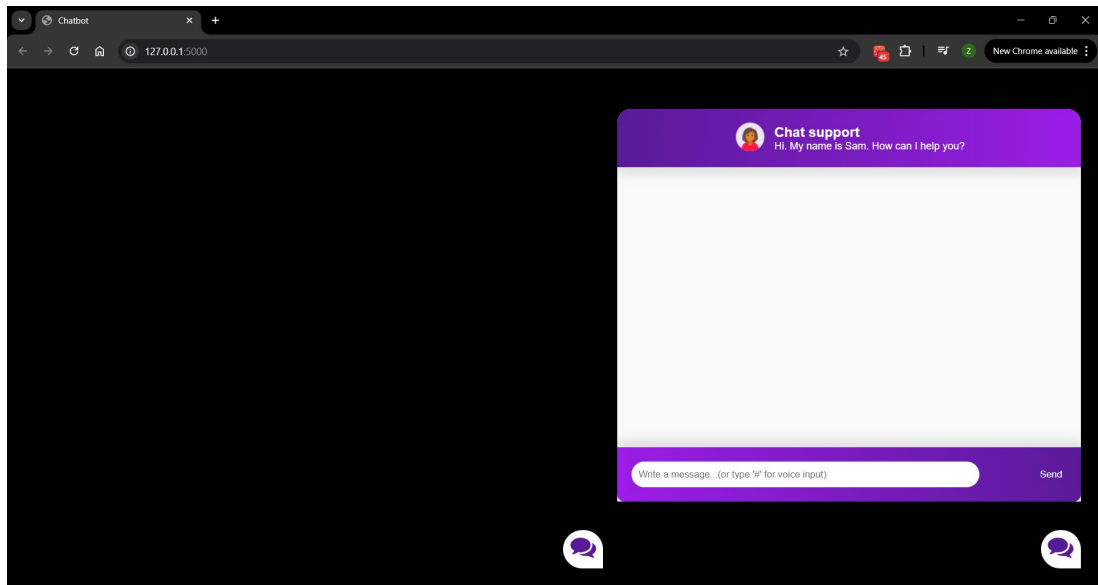 Chatbot
127.0.0.1:5000
45
Z
New Chrome available
Chat support
Hi. My name is Sam. How can I help you?
Write a message...(or type '#' for voice input)
Send